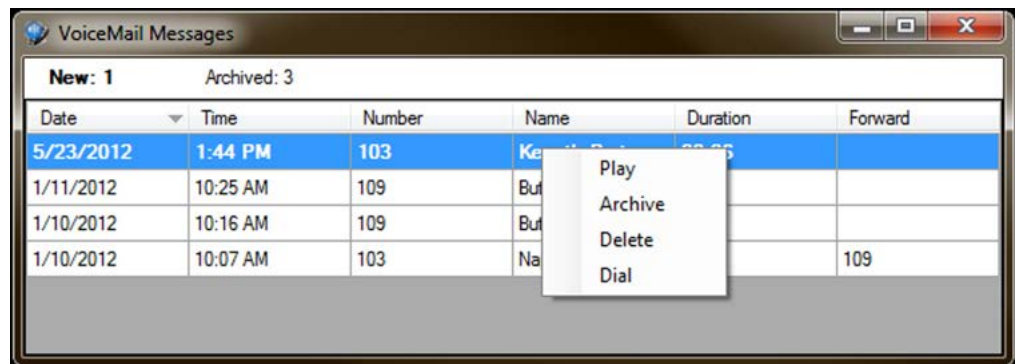 VoiceMail Messages
New: 1 Archived: 3
Date Time Number Name Duration Forward
5/23/2012 1:44 PM 103
1/11/2012 10:25 AM 109
1/10/2012 10:16 AM 109
1/10/2012 10:07 AM 103 109
Play
Archive
Delete
Dial